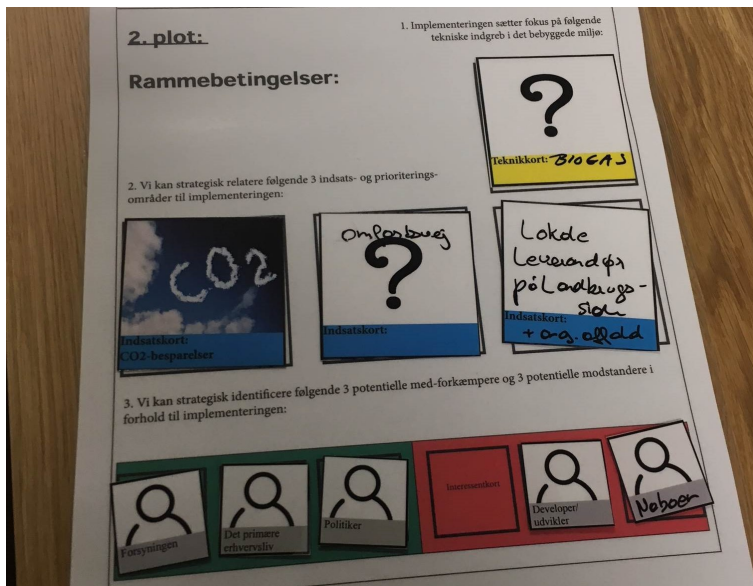 2. plot:
1. Implementeringen sætter fokus på følgende
tekniske indgreb i det bebyggede miljø:
Rammebetingelser:
?
Teknikkort: BIOGAS
2. Vi kan strategisk relatere følgende 3 indsats- og prioriterings-
områder til implementeringen:
CO2
Indsatskort:
CO2-besparelser
?
Indsatskort:
Lokale
Leverandør
på Landbrugs-
siden
Indsatskort:
+ org. affald
3. Vi kan strategisk identificere følgende 3 potentielle med-forkæmpere og 3 potentielle modstandere i
forhold til implementeringen:
Forsyningen
Det primære
erhvervsliv
Politiker
Interessentkort
Developer/
udvikler
Naboer